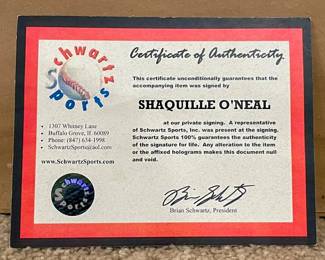 Schwartz
Sports
Certificate of Authenticity
This certificate unconditionally guarantees that the
accompanying item was signed by
SHAQUILLE O'NEAL
at our private signing. A representative
of Schwartz Sports, Inc. was present at the signing.
Schwartz Sports 100% guarantees the authenticity
of the signature for life. Any alteration to the item
or the affixed holograms makes this document null
and void.
• 1307 Whitney Lane
• Buffalo Grove, IL 60089
• Phone: (847) 634-1998
• SchwartzSports@aol.com
www.SchwartzSports.com
Schwartz
Sports
Brian Schwartz, President